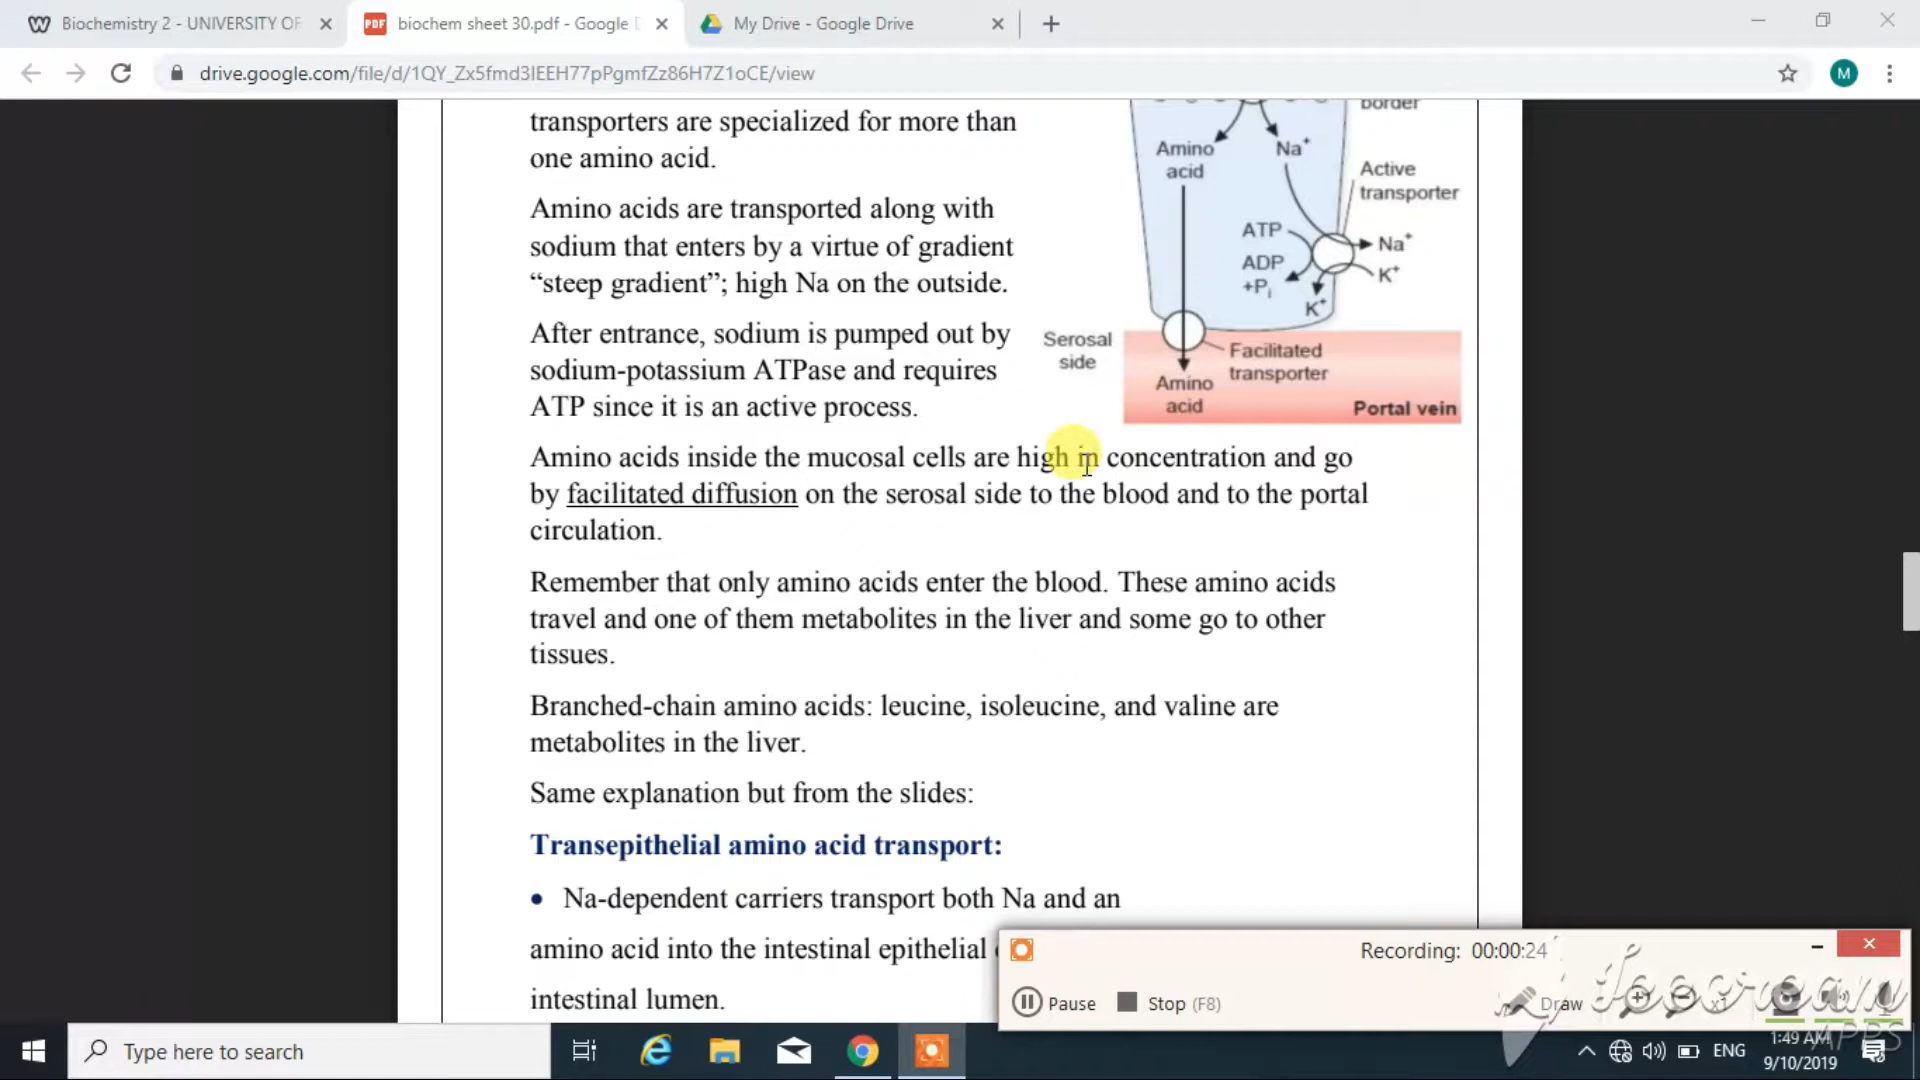 Biochemistry 2 - UNIVERSITY OF
biochem sheet 30.pdf - Google D
My Drive - Google Drive
drive.google.com/file/d/1QY_Zx5fmd3IEEH77pPgmfZz86H7Z1oCE/view
M
transporters are specialized for more than
one amino acid.
Amino acids are transported along with
sodium that enters by a virtue of gradient
“steep gradient”; high Na on the outside.
After entrance, sodium is pumped out by
sodium-potassium ATPase and requires
ATP since it is an active process.
border
Amino
acid
Na+
Active
transporter
ATP
ADP
+Pi
Na+
K+
K+
Serosal
side
Facilitated
transporter
Amino
acid
Portal vein
Amino acids inside the mucosal cells are high in concentration and go
by facilitated diffusion on the serosal side to the blood and to the portal
circulation.
Remember that only amino acids enter the blood. These amino acids
travel and one of them metabolites in the liver and some go to other
tissues.
Branched-chain amino acids: leucine, isoleucine, and valine are
metabolites in the liver.
Same explanation but from the slides:
Transepithelial amino acid transport:
• Na-dependent carriers transport both Na and an
amino acid into the intestinal epithelial
intestinal lumen.
Recording: 00:00:24
Pause
Stop (F8)
Draw
x1
Icecream
APPS
Type here to search
ENG
1:49 AM
9/10/2019